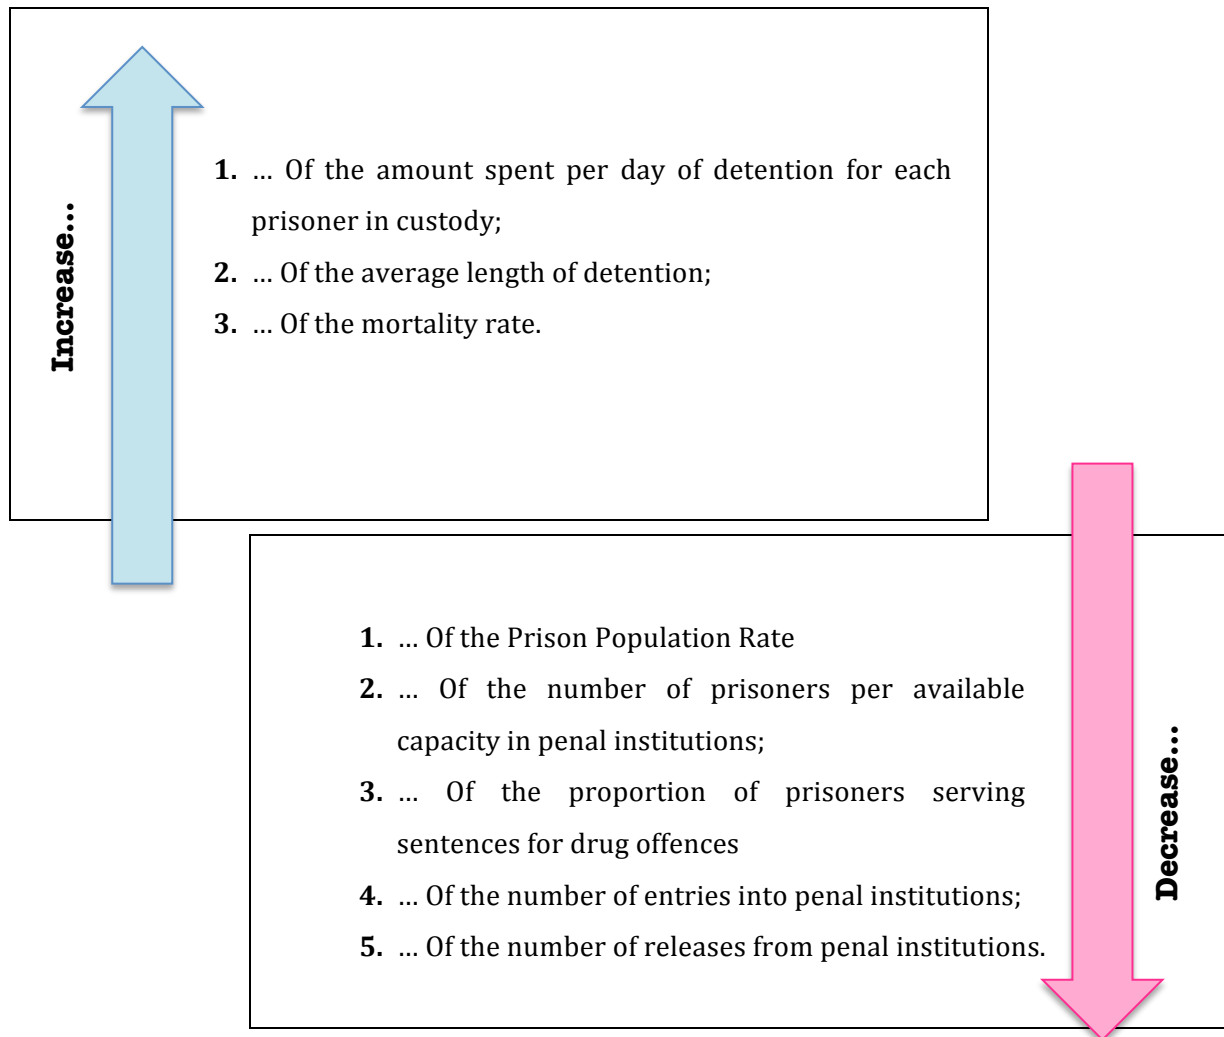 Increase...
1. ... Of the amount spent per day of detention for each
prisoner in custody;
2. ... Of the average length of detention;
3. ... Of the mortality rate.
1. ... Of the Prison Population Rate
2. ... Of the number of prisoners per available
capacity in penal institutions;
3. ... Of the proportion of prisoners serving
sentences for drug offences
4. ... Of the number of entries into penal institutions;
5. ... Of the number of releases from penal institutions.
Decrease...